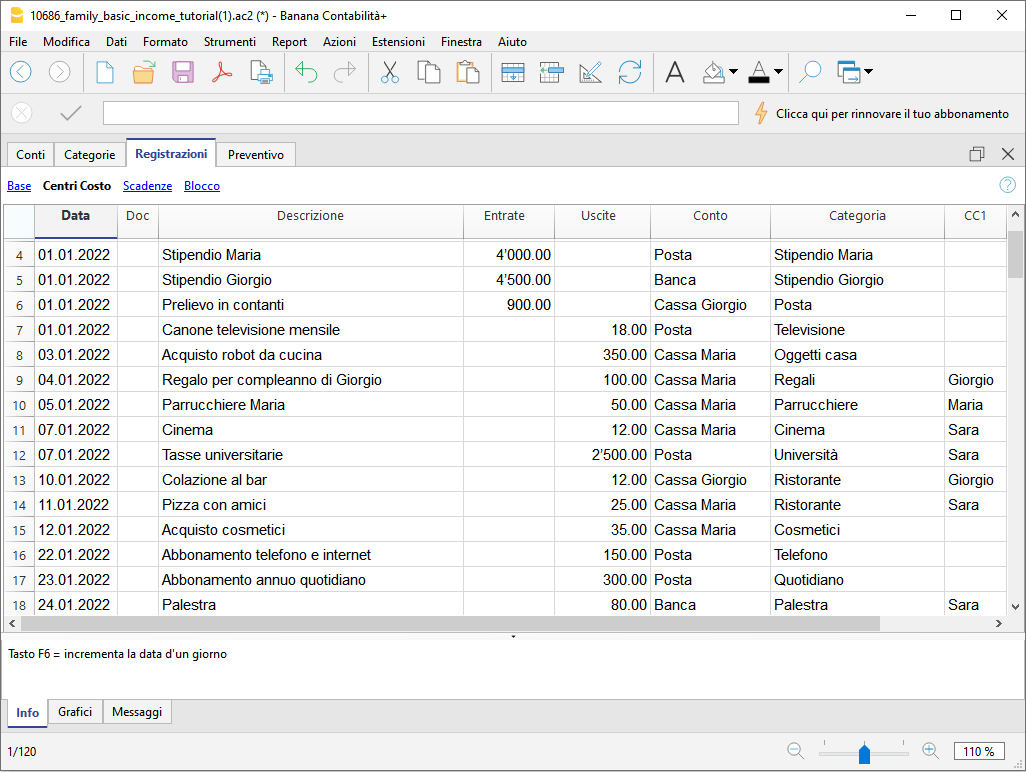 10686_family_basic_income_tutorial(1).ac2 (*) - Banana Contabilità+
File Modifica Dati Formato Strumenti Report Azioni Estensioni Finestra Aiuto
Clicca qui per rinnovare il tuo abbonamento
Conti Categorie Registrazioni Preventivo
Base Centri Costo Scadenze Blocco
Data Doc Descrizione Entrate Uscite Conto Categoria CC1
4 01.01.2022 Stipendio Maria 4'000.00 Posta Stipendio Maria
5 01.01.2022 Stipendio Giorgio 4'500.00 Banca Stipendio Giorgio
6 01.01.2022 Prelievo in contanti 900.00 Cassa Giorgio Posta
7 01.01.2022 Canone televisione mensile 18.00 Posta Televisione
8 03.01.2022 Acquisto robot da cucina 350.00 Cassa Maria Oggetti casa
9 04.01.2022 Regalo per compleanno di Giorgio 100.00 Cassa Maria Regali Giorgio
10 05.01.2022 Parrucchiere Maria 50.00 Cassa Maria Parrucchiere Maria
11 07.01.2022 Cinema 12.00 Cassa Maria Cinema Sara
12 07.01.2022 Tasse universitarie 2'500.00 Posta Università Sara
13 10.01.2022 Colazione al bar 12.00 Cassa Giorgio Ristorante Giorgio
14 11.01.2022 Pizza con amici 25.00 Cassa Maria Ristorante Sara
15 12.01.2022 Acquisto cosmetici 35.00 Cassa Maria Cosmetici
16 22.01.2022 Abbonamento telefono e internet 150.00 Posta Telefono
17 23.01.2022 Abbonamento annuo quotidiano 300.00 Posta Quotidiano
18 24.01.2022 Palestra 80.00 Banca Palestra Sara
Tasto F6 = incrementa la data d'un giorno
Info Grafici Messaggi
1/120 110 %